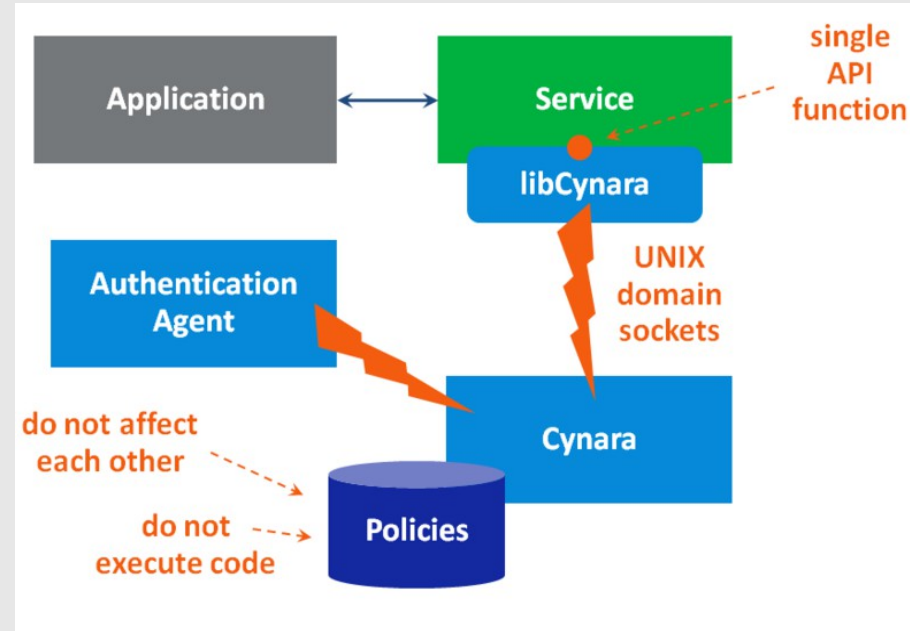 Application
Service
single
API
function
libCynara
Authentication
Agent
UNIX
domain
sockets
do not affect
each other
Cynara
do not
execute code
Policies